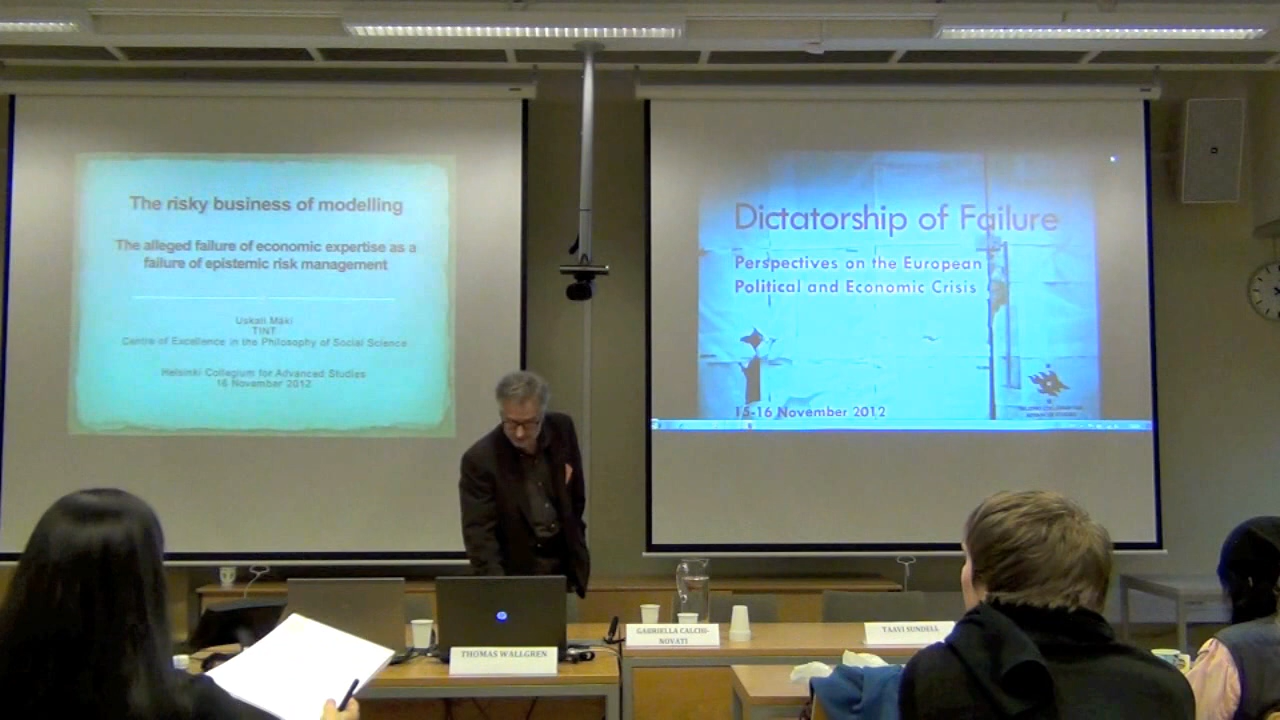 The risky business of modelling
The alleged failure of economic expertise as a
failure of epistemic risk management
Uskali Mäki
TINT
Centre of Excellence in the Philosophy of Social Science
Helsinki Collegium for Advanced Studies
16 November 2012
Dictatorship of Failure
Perspectives on the European
Political and Economic Crisis
15-16 November 2012
THOMAS WALLGREN
GABRIELLA CALCHI-
NOVATI
TAAVI SUNDELL